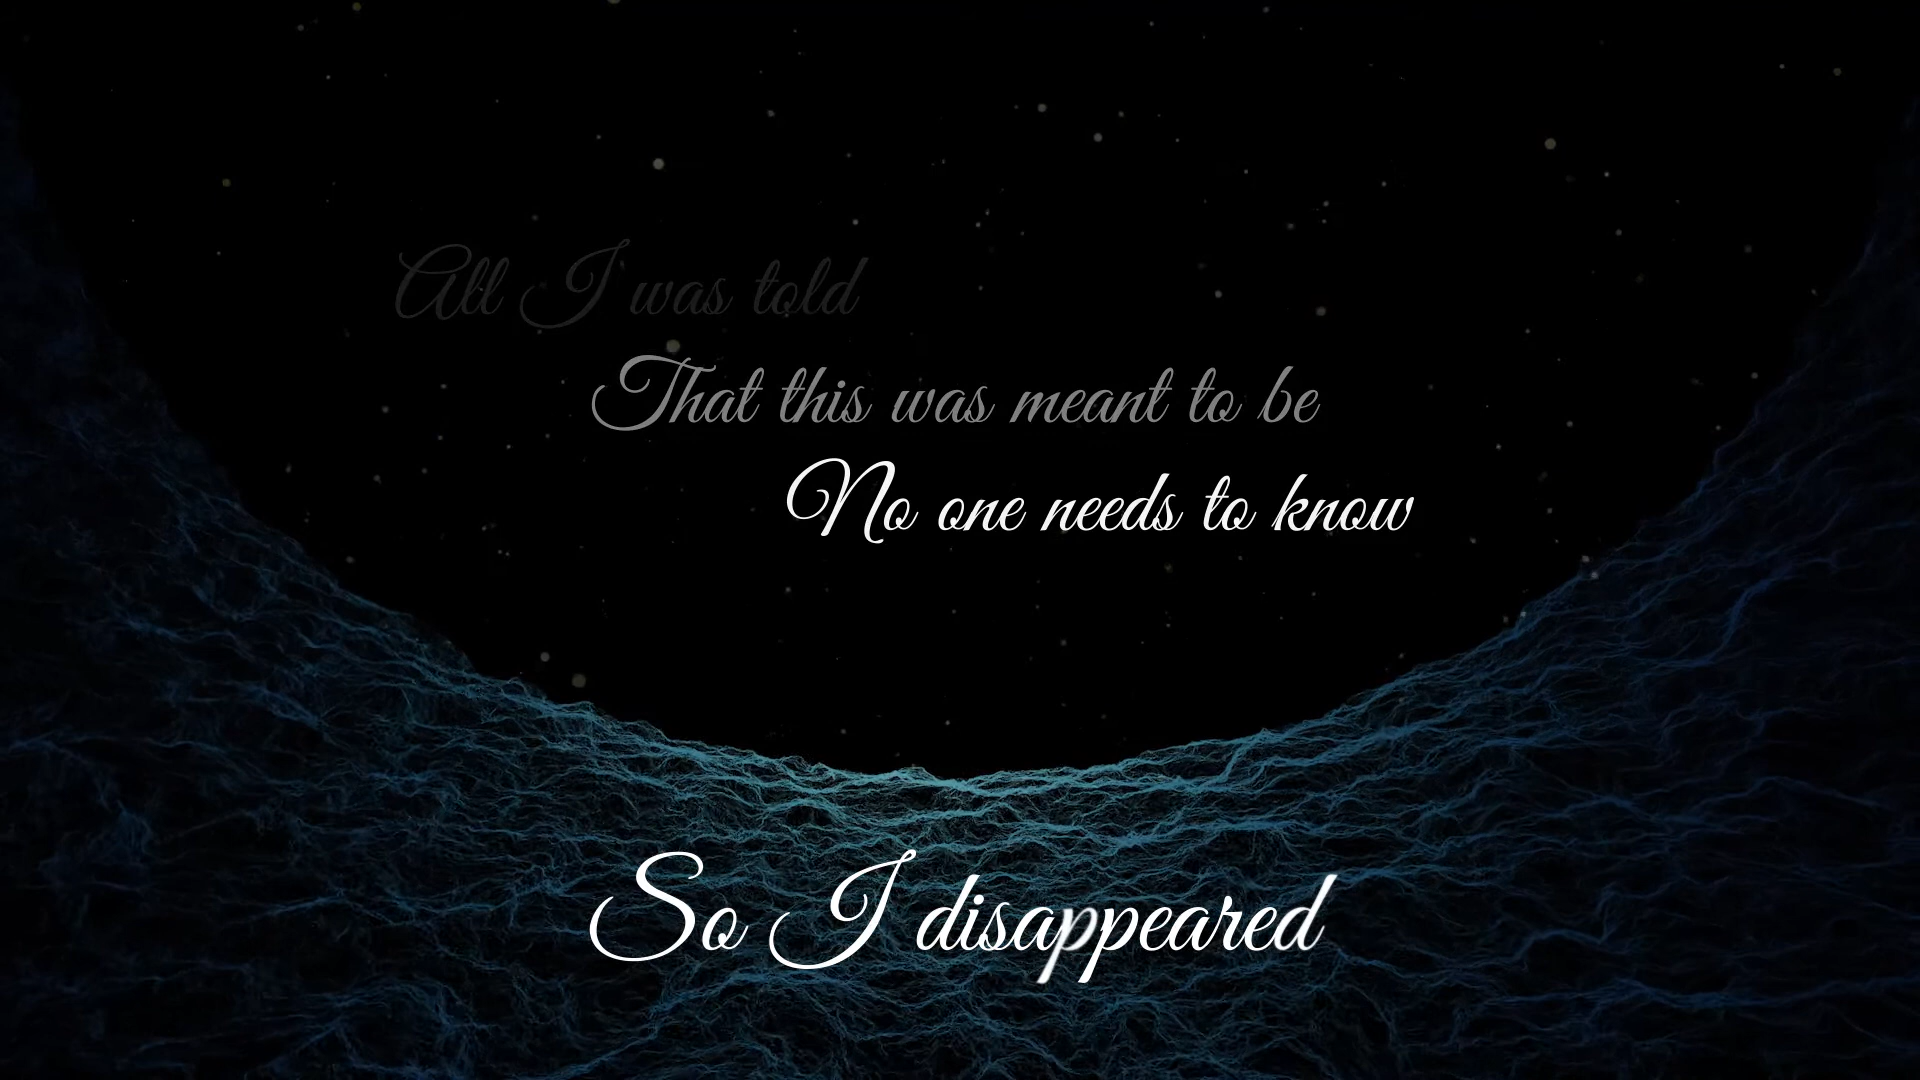 All I was told
That this was meant to be
No one needs to know
So I disappeared